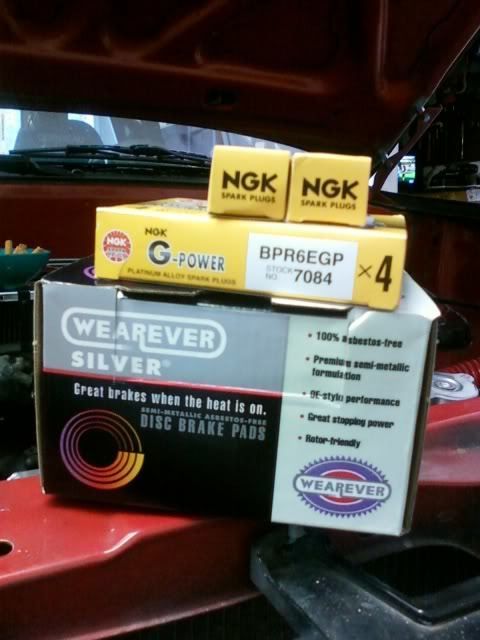 NGK
SPARK PLUGS
NGK
SPARK PLUGS
NGK
NGK
G-POWER
PLATINUM ALLOY SPARK PLUGS
BPR6EGP
STOCK NO. 7084
×4
WEAREVER
SILVER®
Great brakes when the heat is on.
SEMI-METALLIC ASBESTOS-FREE
DISC BRAKE PADS
• 100% asbestos-free
• Premium semi-metallic
formulation
• OE-style performance
• Great stopping power
• Rotor-friendly
WEAREVER